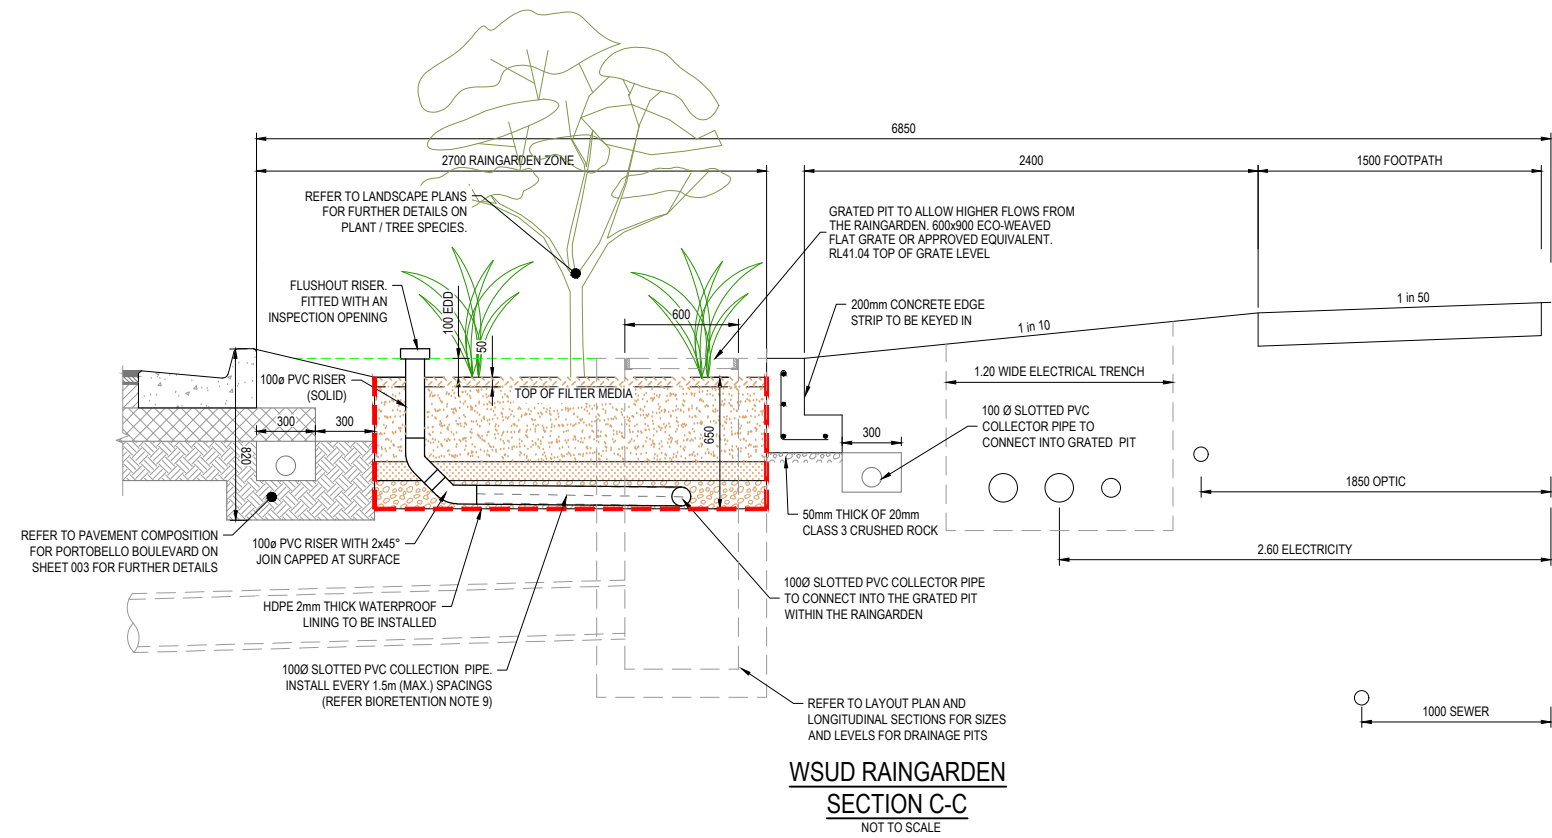 6850
2700 RAINGARDEN ZONE
2400
1500 FOOTPATH
REFER TO LANDSCAPE PLANS
FOR FURTHER DETAILS ON
PLANT / TREE SPECIES.
GRATED PIT TO ALLOW HIGHER FLOWS FROM
THE RAINGARDEN. 600x900 ECO-WEAVED
FLAT GRATE OR APPROVED EQUIVALENT.
RL41.04 TOP OF GRATE LEVEL
FLUSHOUT RISER.
FITTED WITH AN
INSPECTION OPENING
100 EDD
50
600
200mm CONCRETE EDGE
STRIP TO BE KEYED IN
1 in 10
1 in 50
100ø PVC RISER
(SOLID)
TOP OF FILTER MEDIA
1.20 WIDE ELECTRICAL TRENCH
300
300
820
650
300
100 Ø SLOTTED PVC
COLLECTOR PIPE TO
CONNECT INTO GRATED PIT
1850 OPTIC
50mm THICK OF 20mm
CLASS 3 CRUSHED ROCK
REFER TO PAVEMENT COMPOSITION
FOR PORTOBELLO BOULEVARD ON
SHEET 003 FOR FURTHER DETAILS
100ø PVC RISER WITH 2x45°
JOIN CAPPED AT SURFACE
2.60 ELECTRICITY
100Ø SLOTTED PVC COLLECTOR PIPE
TO CONNECT INTO THE GRATED PIT
WITHIN THE RAINGARDEN
HDPE 2mm THICK WATERPROOF
LINING TO BE INSTALLED
100Ø SLOTTED PVC COLLECTION PIPE.
INSTALL EVERY 1.5m (MAX.) SPACINGS
(REFER BIORETENTION NOTE 9)
REFER TO LAYOUT PLAN AND
LONGITUDINAL SECTIONS FOR SIZES
AND LEVELS FOR DRAINAGE PITS
1000 SEWER
WSUD RAINGARDEN
SECTION C-C
NOT TO SCALE